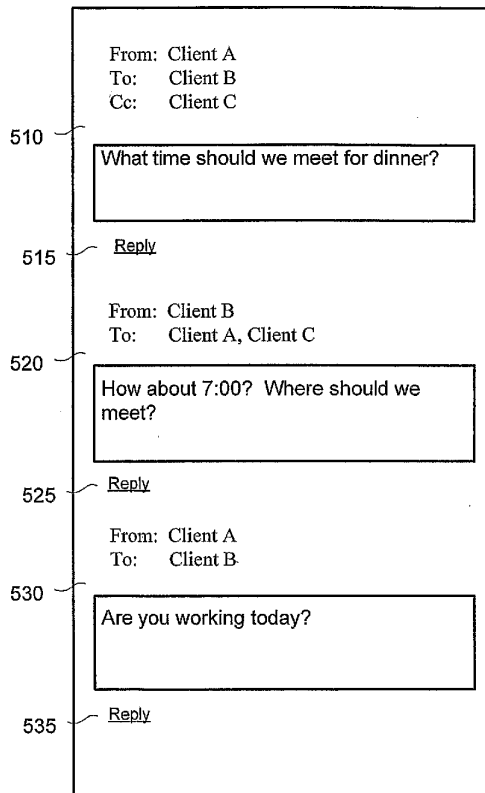 From: Client A
To: Client B
Cc: Client C
510
What time should we meet for dinner?
515
Reply
From: Client B
To: Client A, Client C
520
How about 7:00? Where should we
meet?
525
Reply
From: Client A
To: Client B
530
Are you working today?
535
Reply